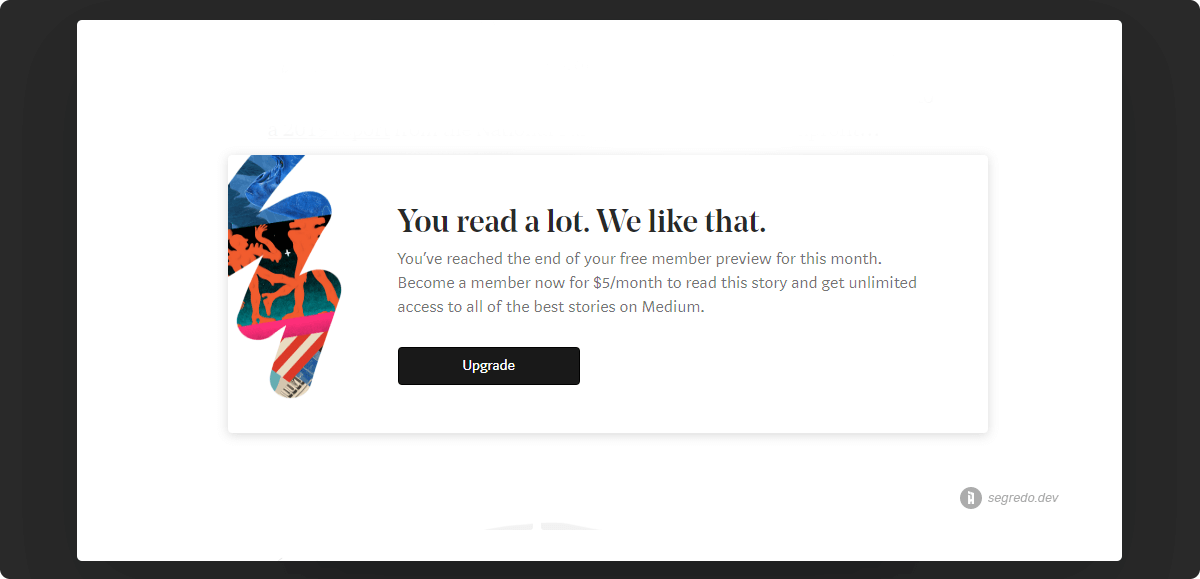 You read a lot. We like that.
You've reached the end of your free member preview for this month.
Become a member now for $5/month to read this story and get unlimited
access to all of the best stories on Medium.
Upgrade
segredo.dev